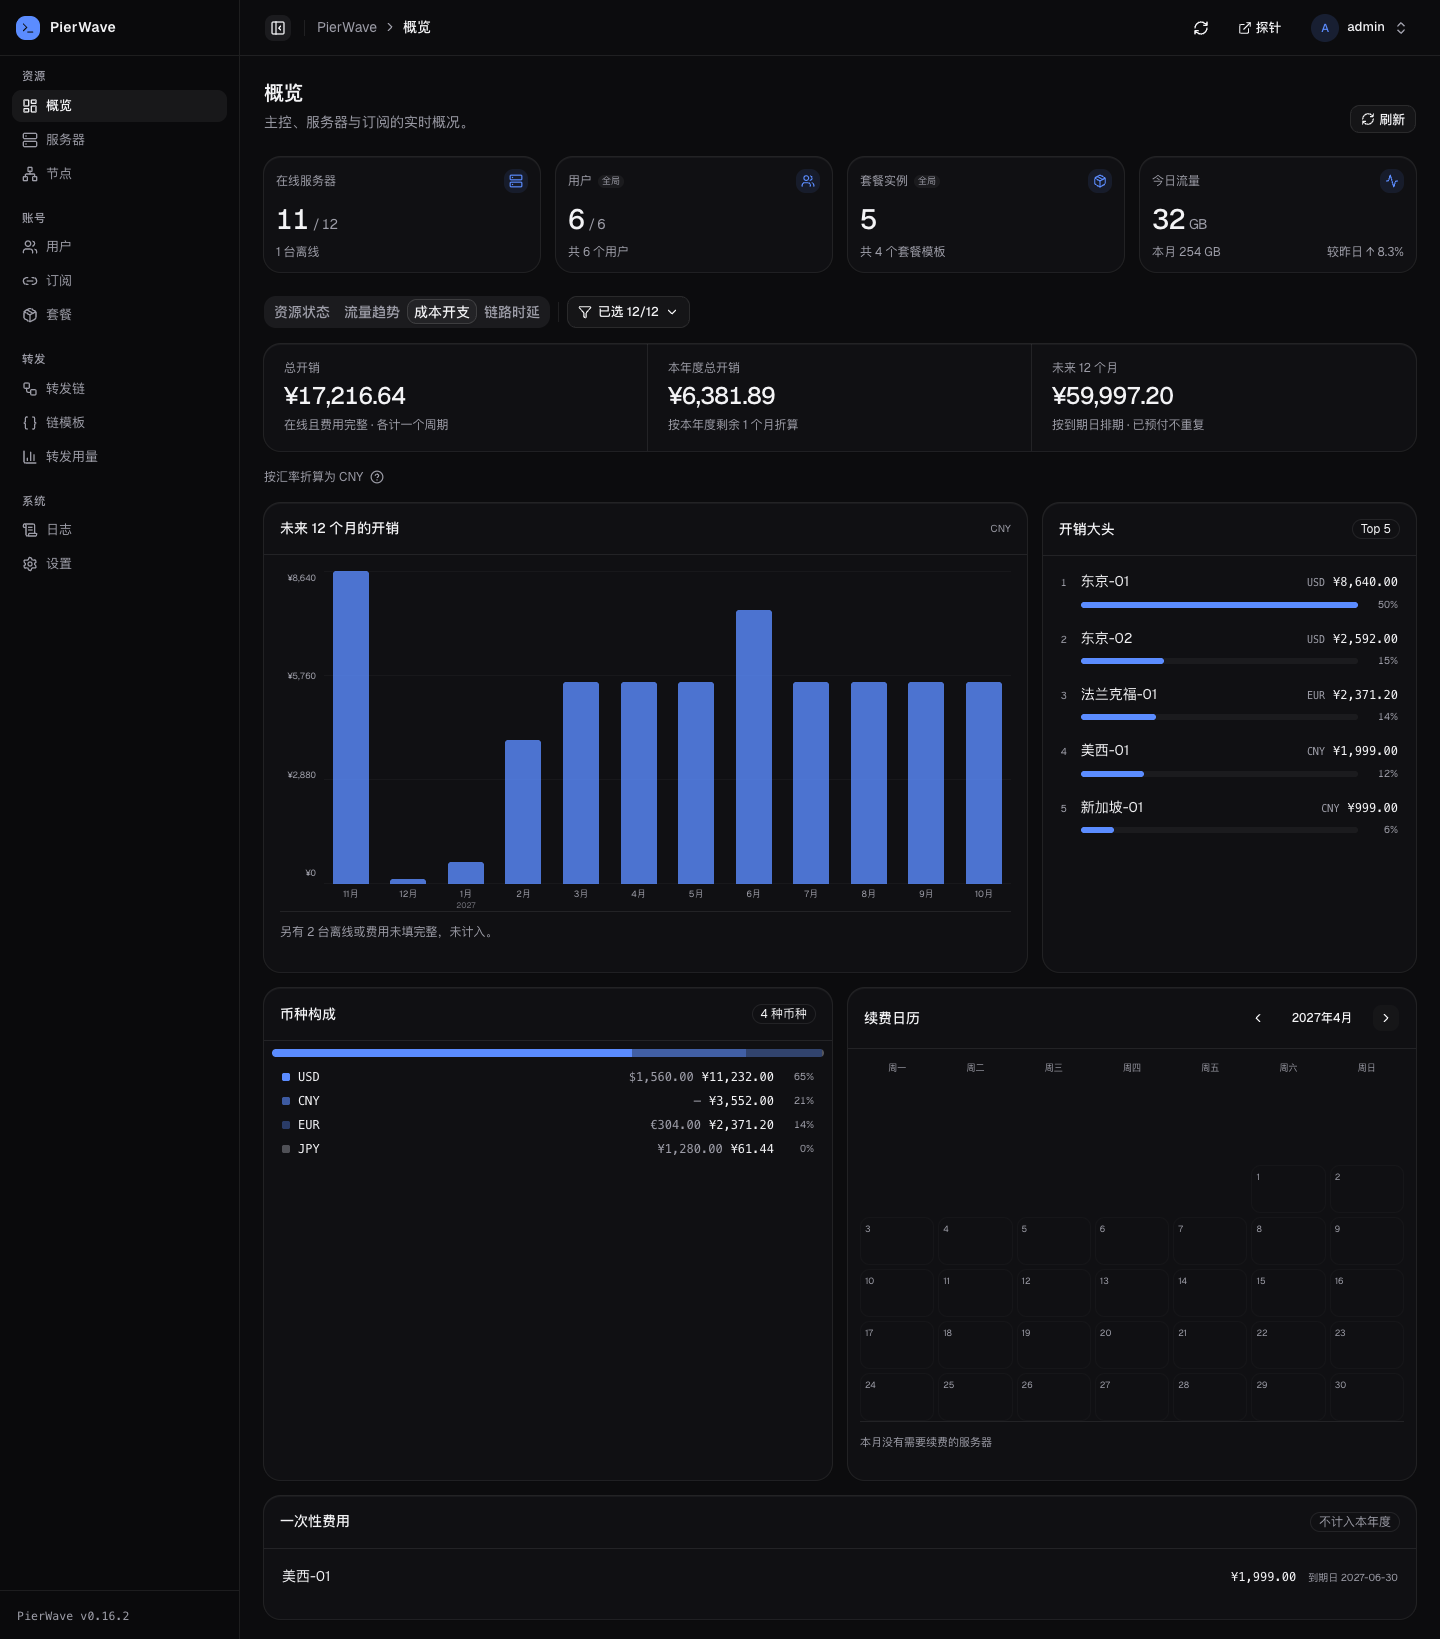 PierWave
PierWave > 概览
探针
A admin
资源
概览
服务器
节点
账号
用户
订阅
套餐
转发
转发链
链模板
转发用量
系统
日志
设置
PierWave v0.16.2
概览
主控、服务器与订阅的实时概况。
刷新
在线服务器
11 / 12
1 台离线
用户 全局
6 / 6
共 6 个用户
套餐实例 全局
5
共 4 个套餐模板
今日流量
32 GB
本月 254 GB 较昨日 ↑ 8.3%
资源状态 流量趋势 成本开支 链路时延 已选 12/12
总开销
¥17,216.64
在线且费用完整 · 各计一个周期
本年度总开销
¥6,381.89
按本年度剩余 1 个月折算
未来 12 个月
¥59,997.20
按到期日排期 · 已预付不重复
按汇率折算为 CNY
未来 12 个月的开销 CNY
¥8,640
¥5,760
¥2,880
¥0
11月 12月 1月 2月 3月 4月 5月 6月 7月 8月 9月 10月
2027
另有 2 台离线或费用未填完整，未计入。
开销大头 Top 5
1 东京-01 USD ¥8,640.00
50%
2 东京-02 USD ¥2,592.00
15%
3 法兰克福-01 EUR ¥2,371.20
14%
4 美西-01 CNY ¥1,999.00
12%
5 新加坡-01 CNY ¥999.00
6%
币种构成 4 种币种
USD $1,560.00 ¥11,232.00 65%
CNY — ¥3,552.00 21%
EUR €304.00 ¥2,371.20 14%
JPY ¥1,280.00 ¥61.44 0%
续费日历 2027年4月
周一 周二 周三 周四 周五 周六 周日
1 2
3 4 5 6 7 8 9
10 11 12 13 14 15 16
17 18 19 20 21 22 23
24 25 26 27 28 29 30
本月没有需要续费的服务器
一次性费用 不计入本年度
美西-01 ¥1,999.00 到期日 2027-06-30